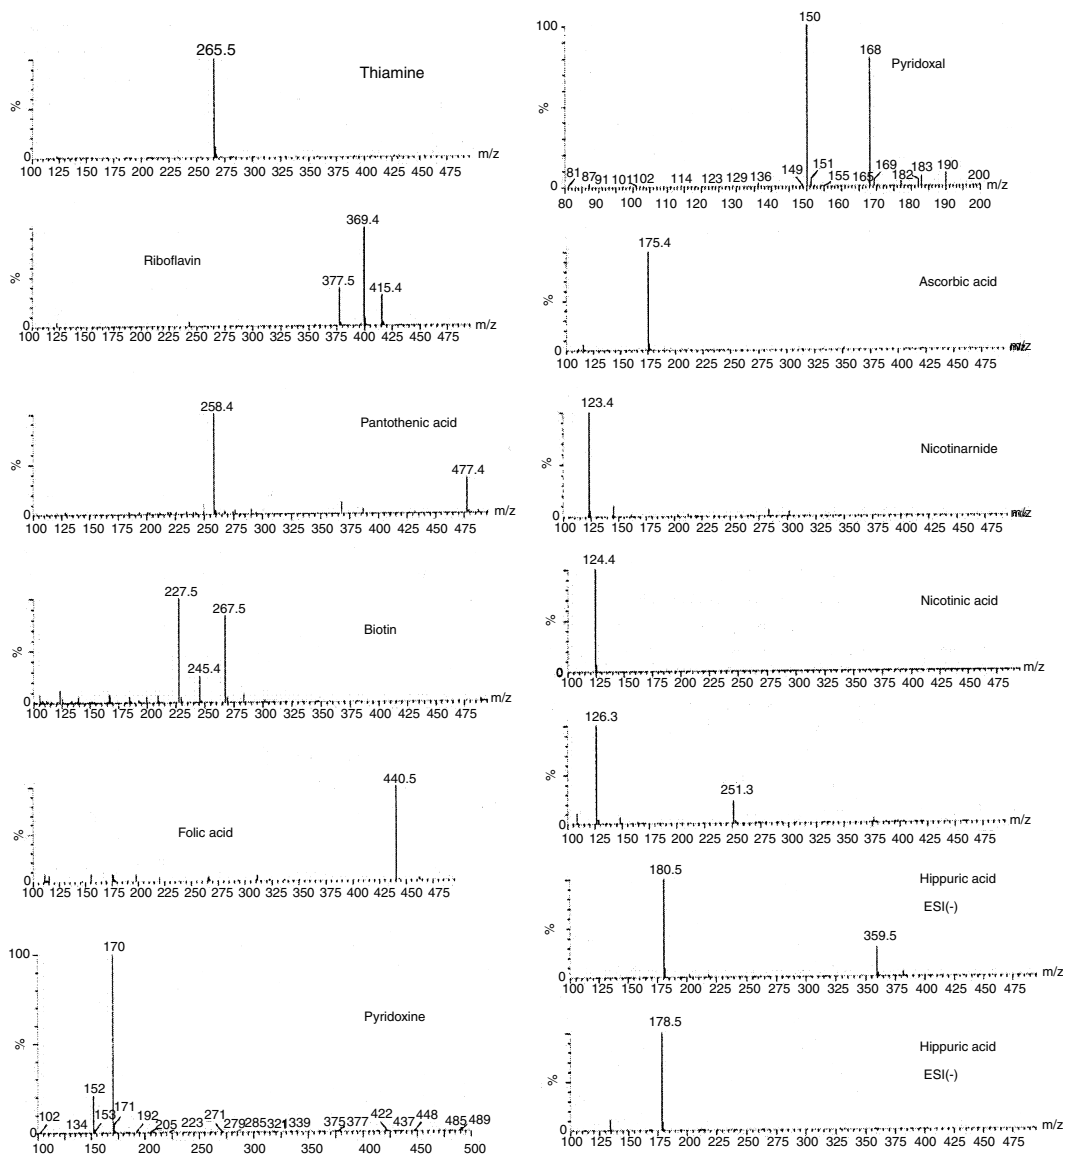 265.5
Thiamine
%
0
m/z
100 125 150 175 200 225 250 275 300 325 350 375 400 425 450 475
369.4
Riboflavin
377.5
415.4
%
0
m/z
100 125 150 175 200 225 250 275 300 325 350 375 400 425 450 475
258.4
Pantothenic acid
477.4
%
0
m/z
100 125 150 175 200 225 250 275 300 325 350 375 400 425 450 475
227.5
267.5
Biotin
245.4
%
0
m/z
100 125 150 175 200 225 250 275 300 325 350 375 400 425 450 475
440.5
Folic acid
%
0
100 125 150 175 200 225 250 275 300 325 350 375 400 425 450 475
170
100
Pyridoxine
%
152
102 134 153 171 192 205 223 271 279 285 321 339 375 377 422 437 448 485 489
0
100 150 200 250 300 350 400 450 500
150
100
168
Pyridoxal
%
81 87 91 101 102 114 123 129 136 149 151 155 165 169 182 183 190 200
0
m/z
80 90 100 110 120 130 140 150 160 170 180 190 200
175.4
Ascorbic acid
%
0
m/z
100 125 150 175 200 225 250 275 300 325 350 375 400 425 450 475
123.4
Nicotinarnide
%
0
m/z
100 125 150 175 200 225 250 275 300 325 350 375 400 425 450 475
124.4
Nicotinic acid
%
0
m/z
100 125 150 175 200 225 250 275 300 325 350 375 400 425 450 475
126.3
251.3
%
0
m/z
100 125 150 175 200 225 250 275 300 325 350 375 400 425 450 475
180.5
Hippuric acid
ESI(-)
359.5
%
0
m/z
100 125 150 175 200 225 250 275 300 325 350 375 400 425 450 475
178.5
Hippuric acid
ESI(-)
%
0
m/z
100 125 150 175 200 225 250 275 300 325 350 375 400 425 450 475